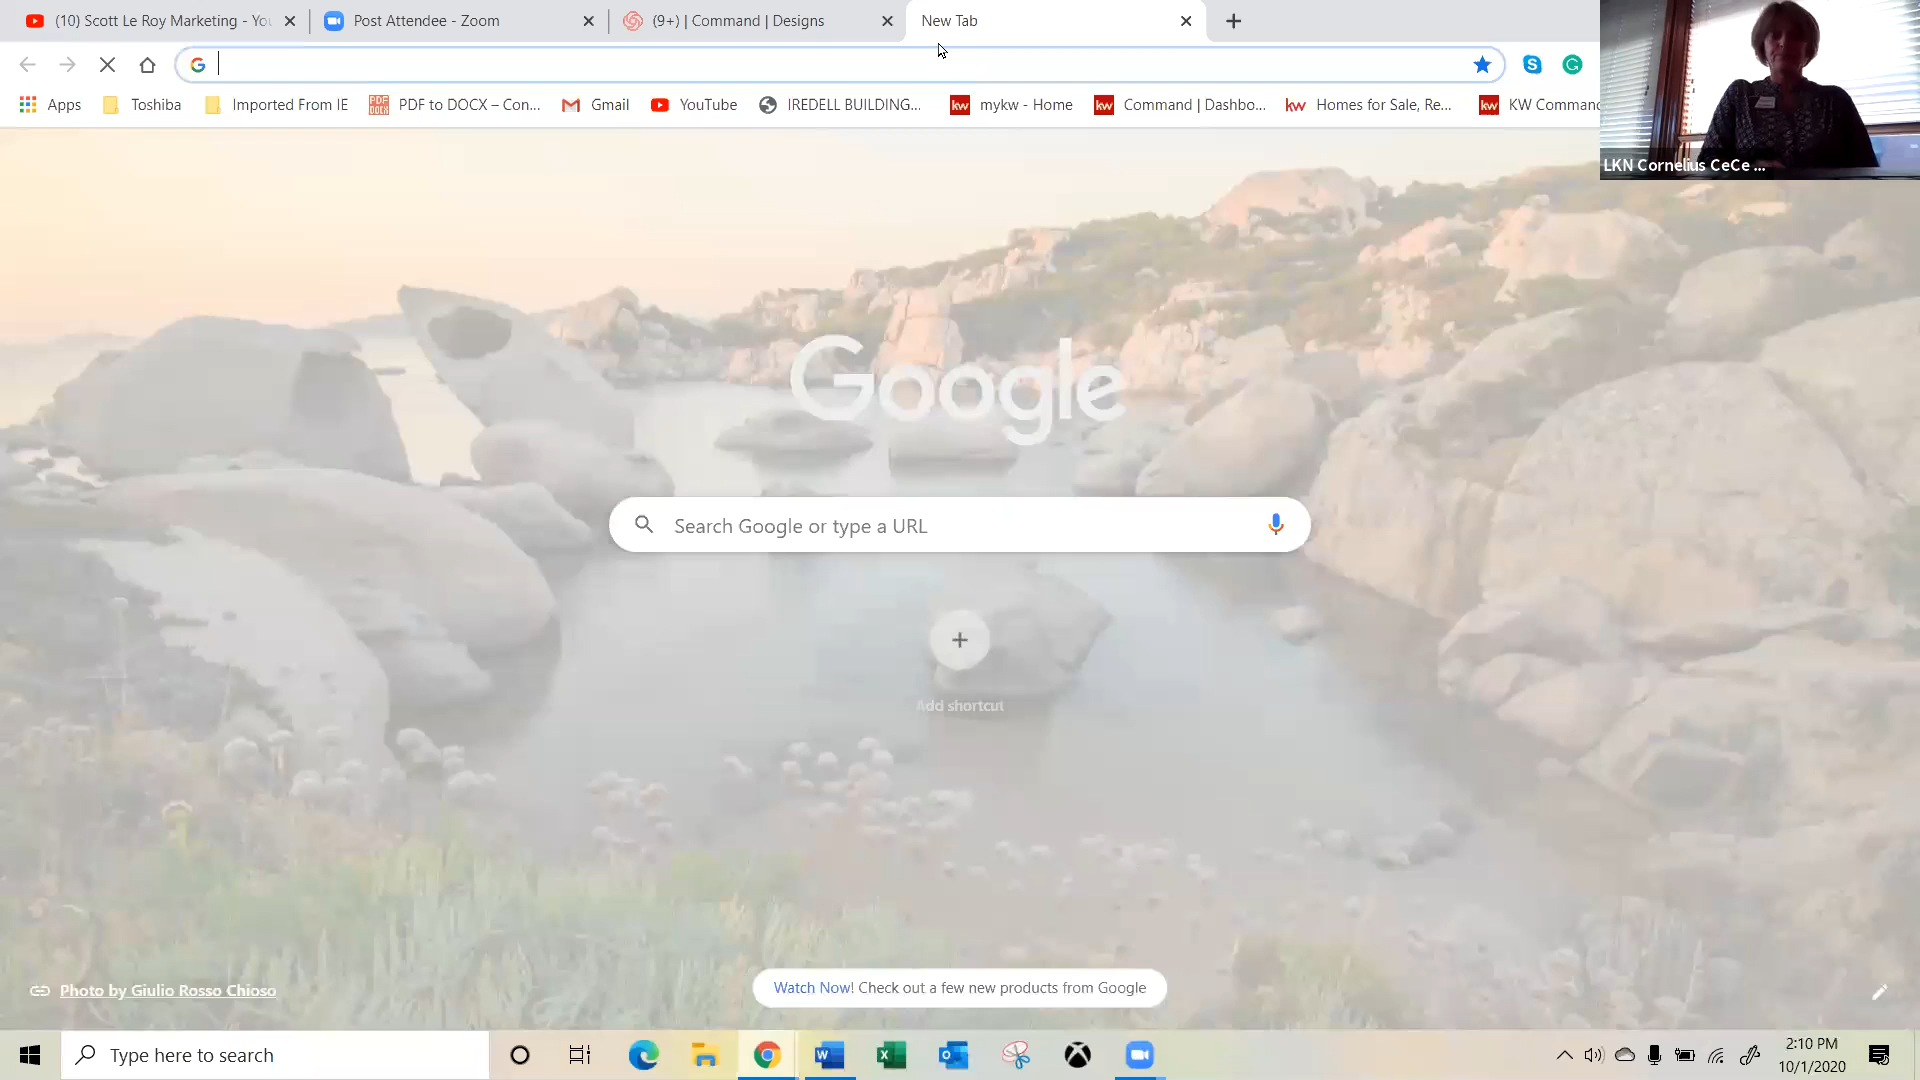 (10) Scott Le Roy Marketing - You
Post Attendee - Zoom
(9+) | Command | Designs
New Tab
Apps
Toshiba
Imported From IE
PDF to DOCX – Con...
Gmail
YouTube
IREDELL BUILDING...
mykw - Home
Command | Dashbo...
Homes for Sale, Re...
KW Command
LKN Cornelius CeCe ...
Google
Search Google or type a URL
Add shortcut
Photo by Giulio Rosso Chioso
Watch Now! Check out a few new products from Google
Type here to search
2:10 PM
10/1/2020